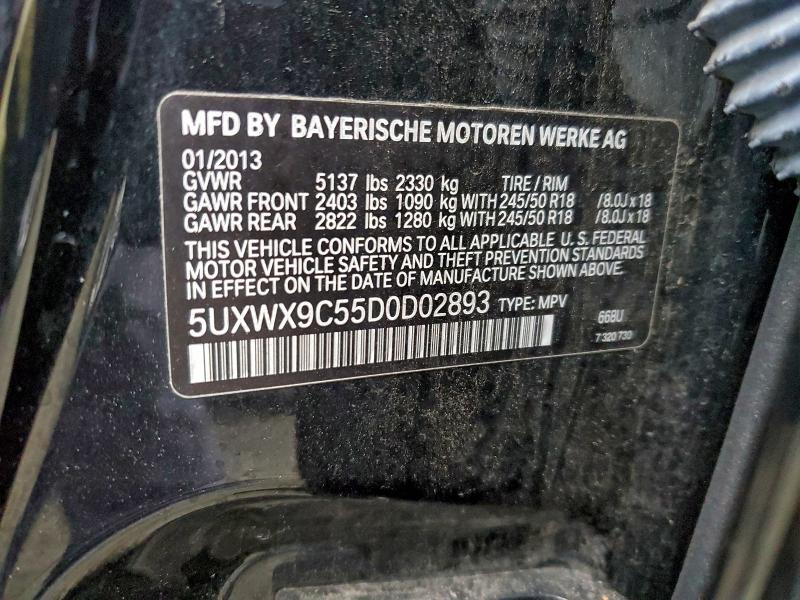 MFD BY BAYERISCHE MOTOREN WERKE AG
01/2013
GVWR 5137 lbs 2330 kg TIRE / RIM
GAWR FRONT 2403 lbs 1090 kg WITH 245/50 R18 /8.0J x 18
GAWR REAR 2822 lbs 1280 kg WITH 245/50 R18 /8.0J x 18
THIS VEHICLE CONFORMS TO ALL APPLICABLE U.S. FEDERAL
MOTOR VEHICLE SAFETY AND THEFT PREVENTION STANDARDS
IN EFFECT ON THE DATE OF MANUFACTURE SHOWN ABOVE.
5UXWX9C55D0D02893 TYPE: MPV 668U
7 320 730